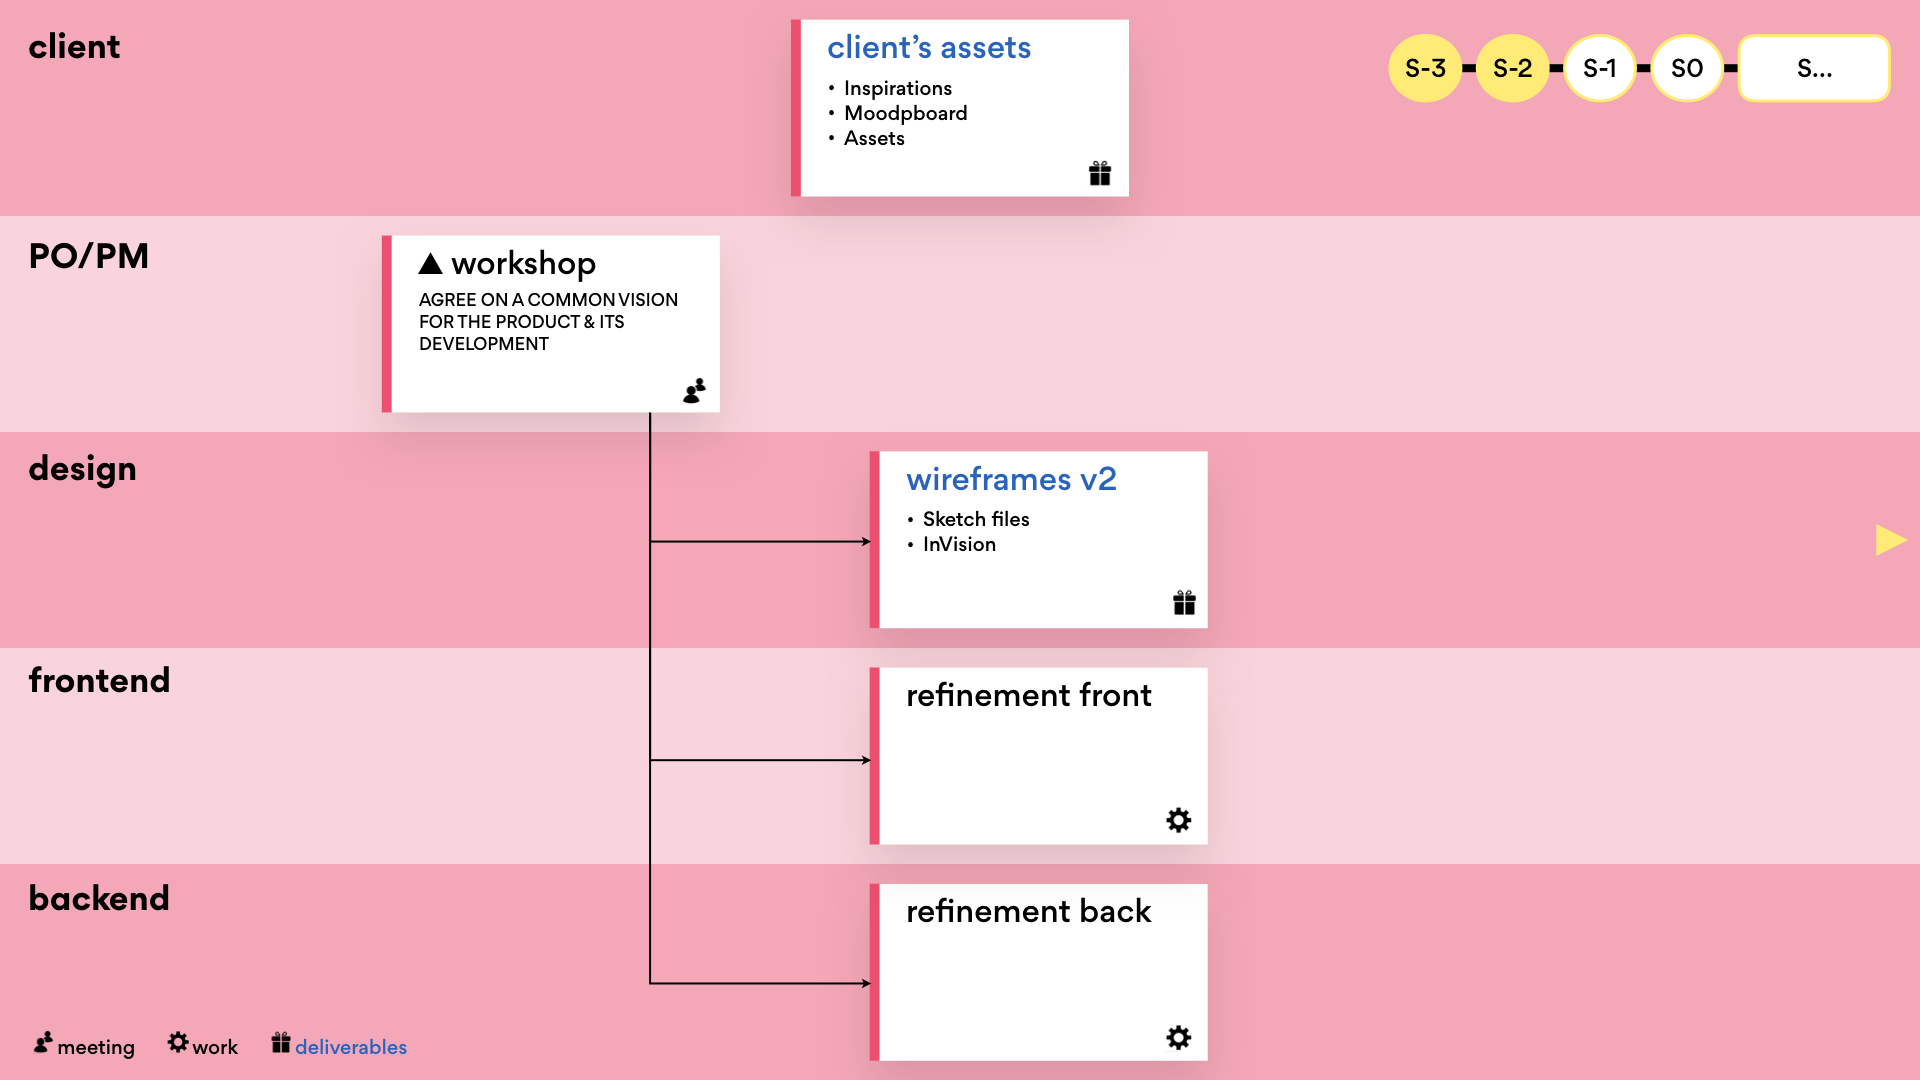 client
client’s assets
• Inspirations
• Moodpboard
• Assets
S-3
S-2
S-1
S0
S...
PO/PM
workshop
AGREE ON A COMMON VISION
FOR THE PRODUCT & ITS
DEVELOPMENT
design
wireframes v2
• Sketch files
• InVision
frontend
refinement front
backend
refinement back
meeting
work
deliverables